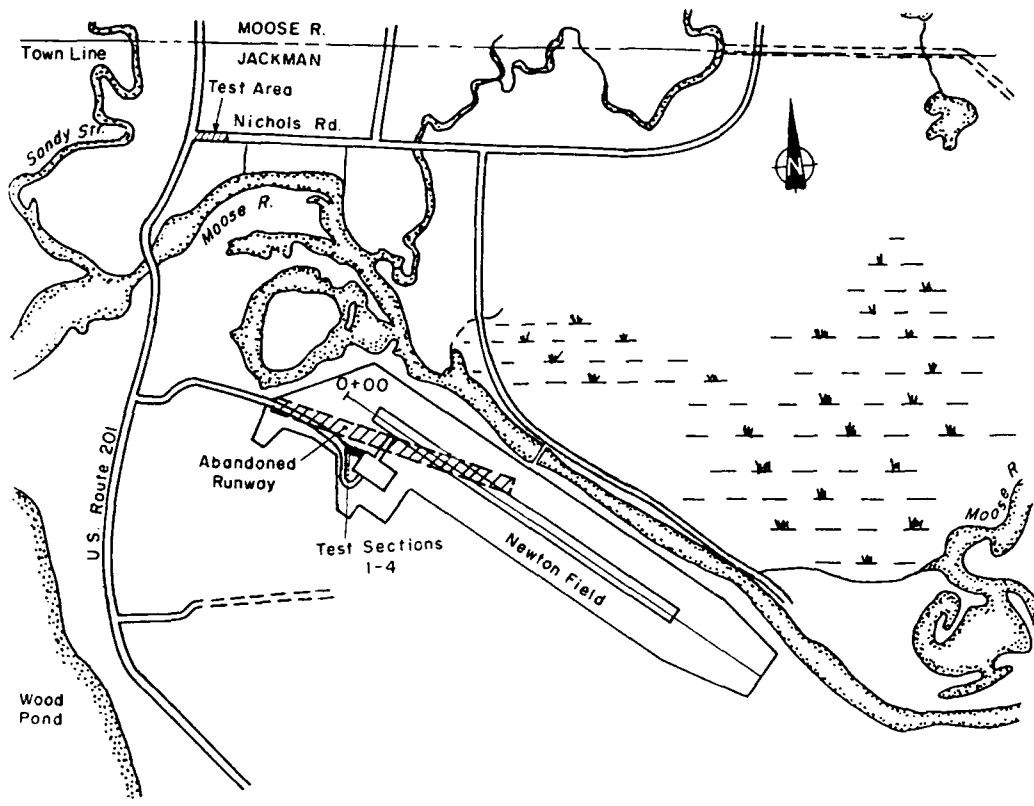 MOOSE R.
Town Line
JACKMAN
Test Area
Nichols Rd.
Sandy Str.
N
Moose R.
0+00
Abandoned
Runway
U.S. Route 201
Moose R
Test Sections
1-4
Newton Field
Wood
Pond